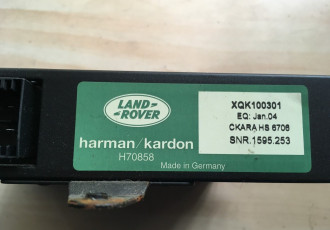 LAND-
-ROVER
harman/kardon
H70858
Made in Germany
XQK100301
EQ: Jan.04
CKARA HS 6706
SNR.1595.253